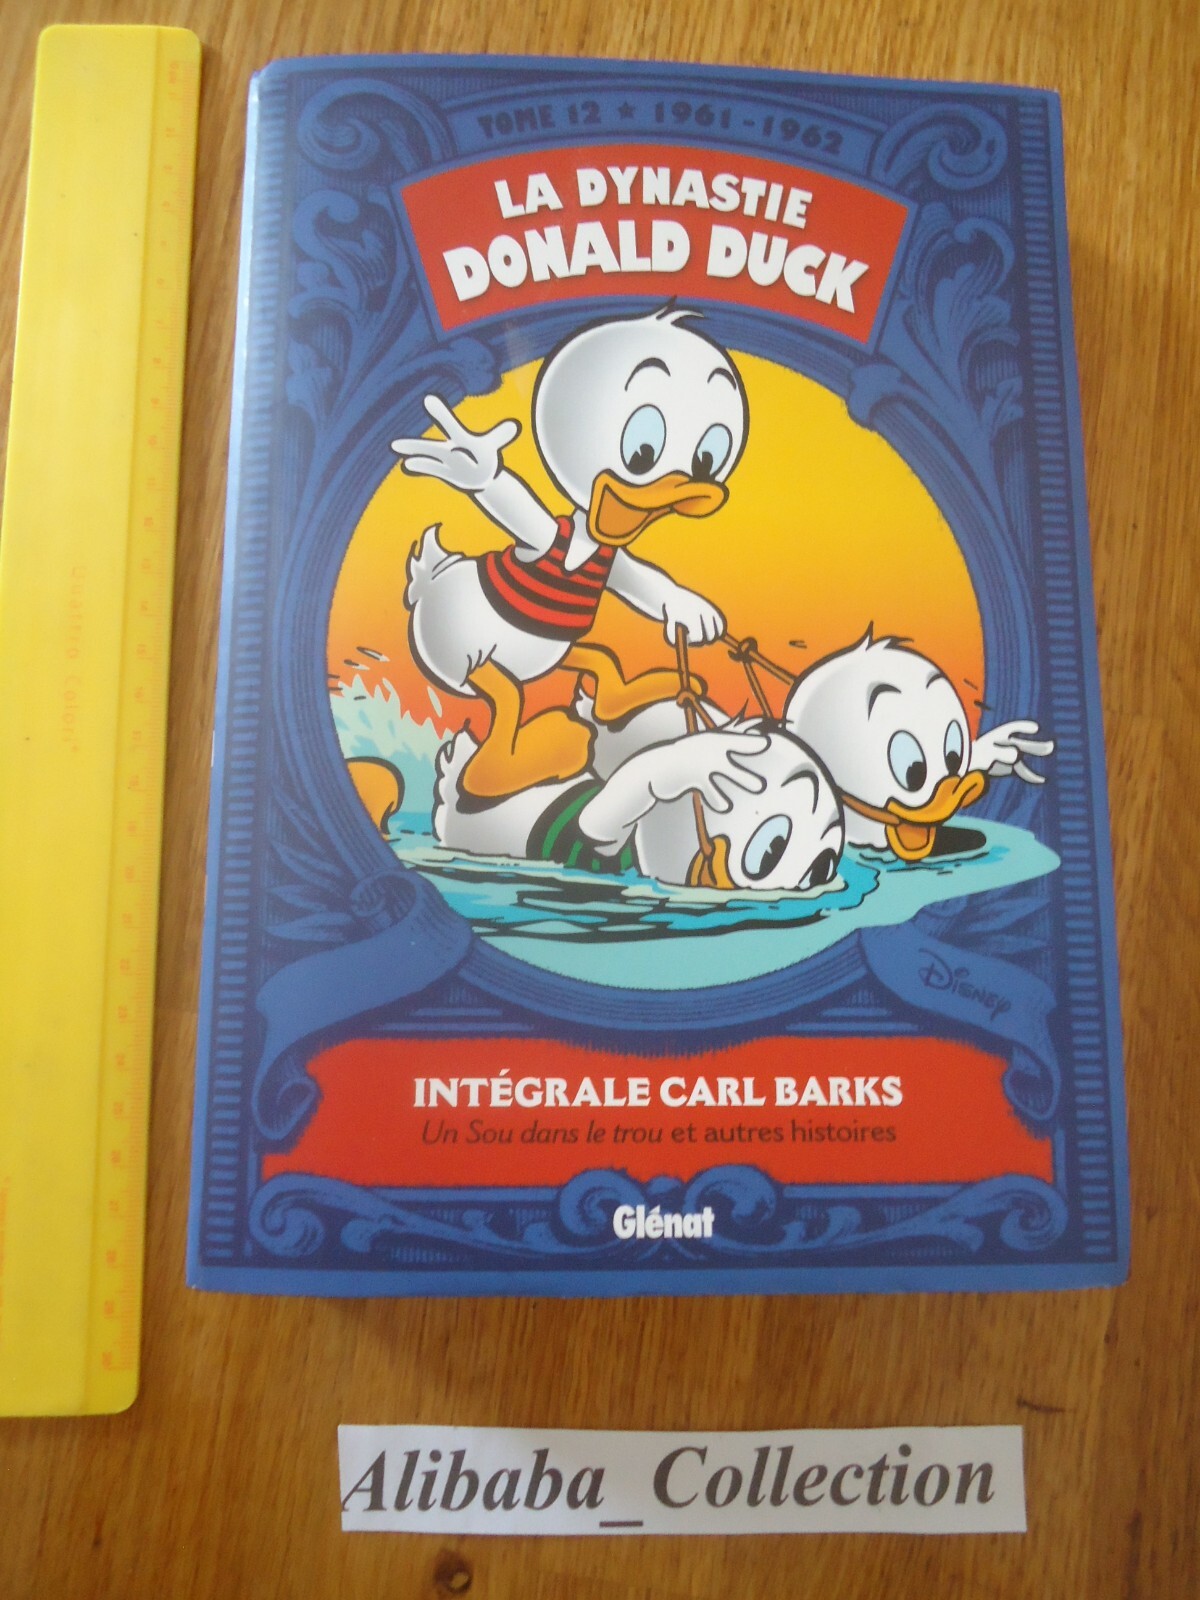 TOME 12 ★ 1961-1962
LA DYNASTIE
DONALD DUCK
Disney
INTÉGRALE CARL BARKS
Un Sou dans le trou et autres histoires
Glénat
Alibaba_Collection